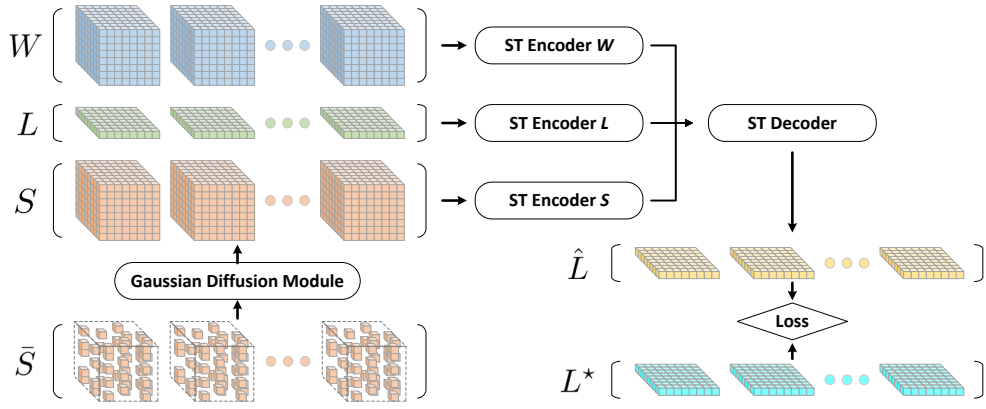 W
ST Encoder W
L
ST Encoder L
ST Decoder
S
ST Encoder S
Gaussian Diffusion Module
L̂
Loss
S̄
L⋆